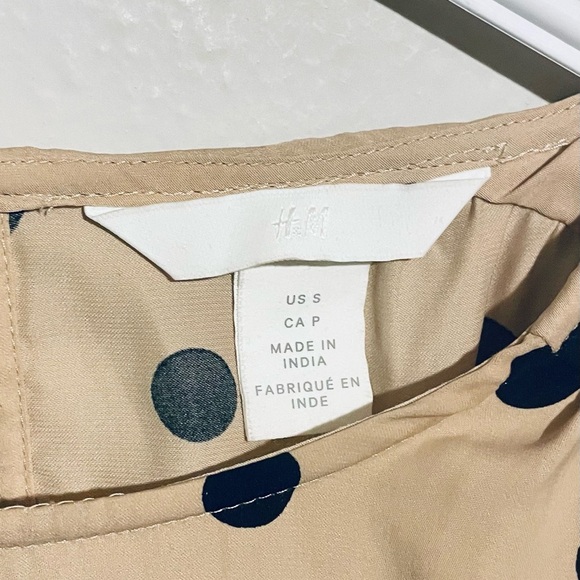 H&M
US S
CA P
MADE IN
INDIA
FABRIQUÉ EN
INDE